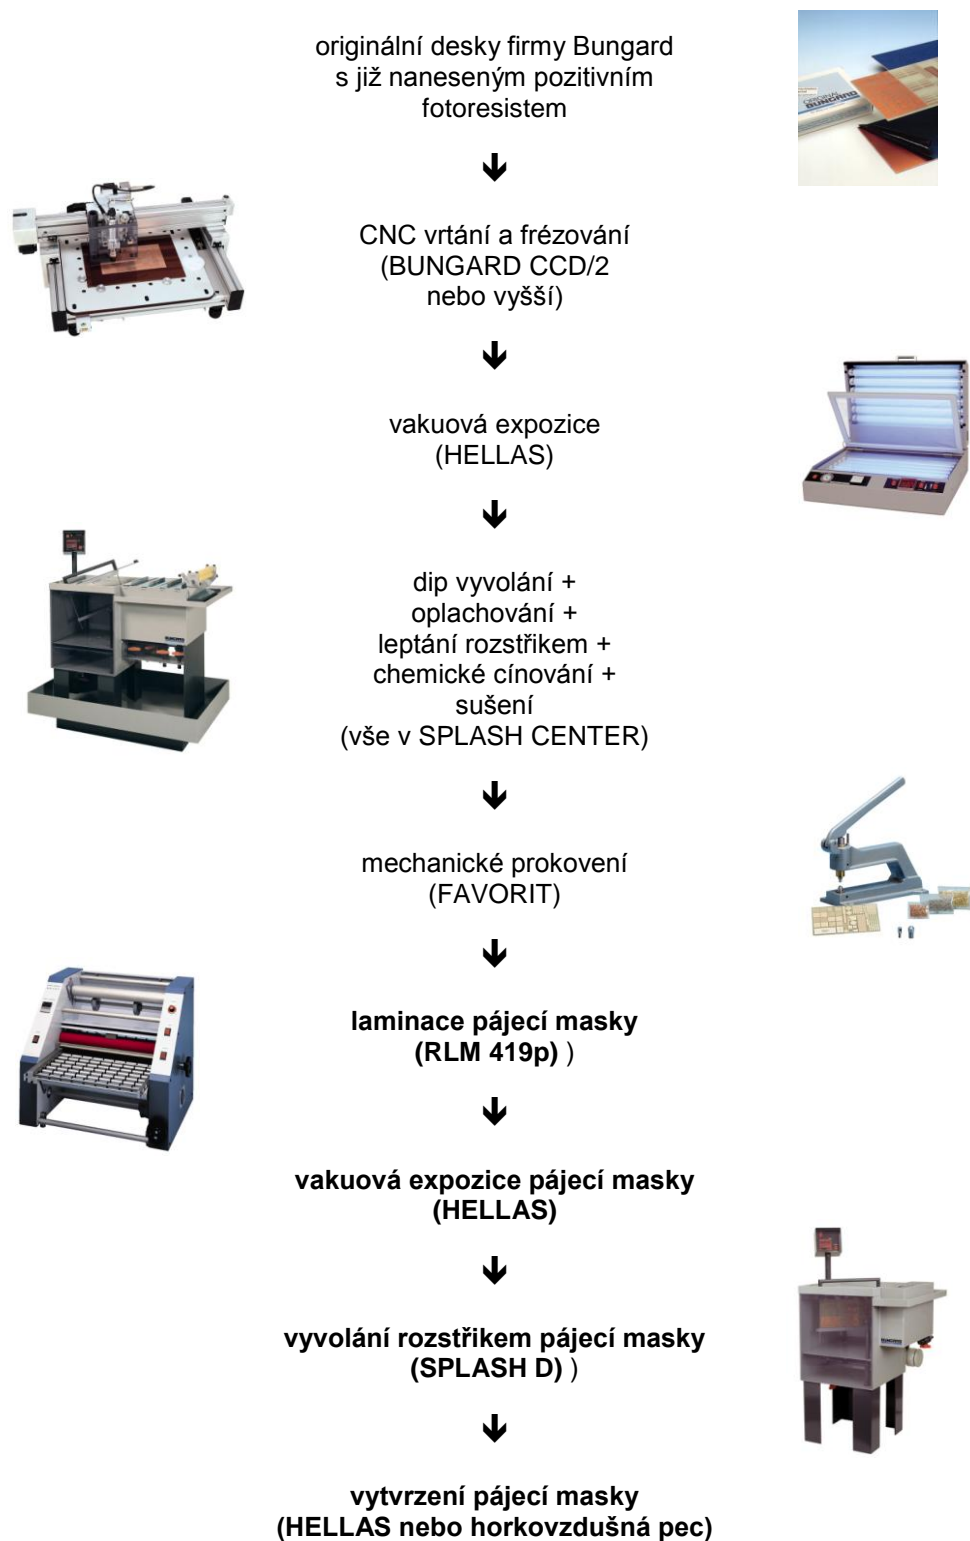 originální desky firmy Bungard
s již naneseným pozitivním
fotoresistem
ORIGINAL
BUNGARD
CNC vrtání a frézování
(BUNGARD CCD/2
nebo vyšší)
vakuová expozice
(HELLAS)
dip vyvolání +
oplachování +
leptání rozstřikem +
chemické cínování +
sušení
(vše v SPLASH CENTER)
mechanické prokovení
(FAVORIT)
laminace pájecí masky
(RLM 419p) )
vakuová expozice pájecí masky
(HELLAS)
vyvolání rozstřikem pájecí masky
(SPLASH D) )
vytvrzení pájecí masky
(HELLAS nebo horkovzdušná pec)